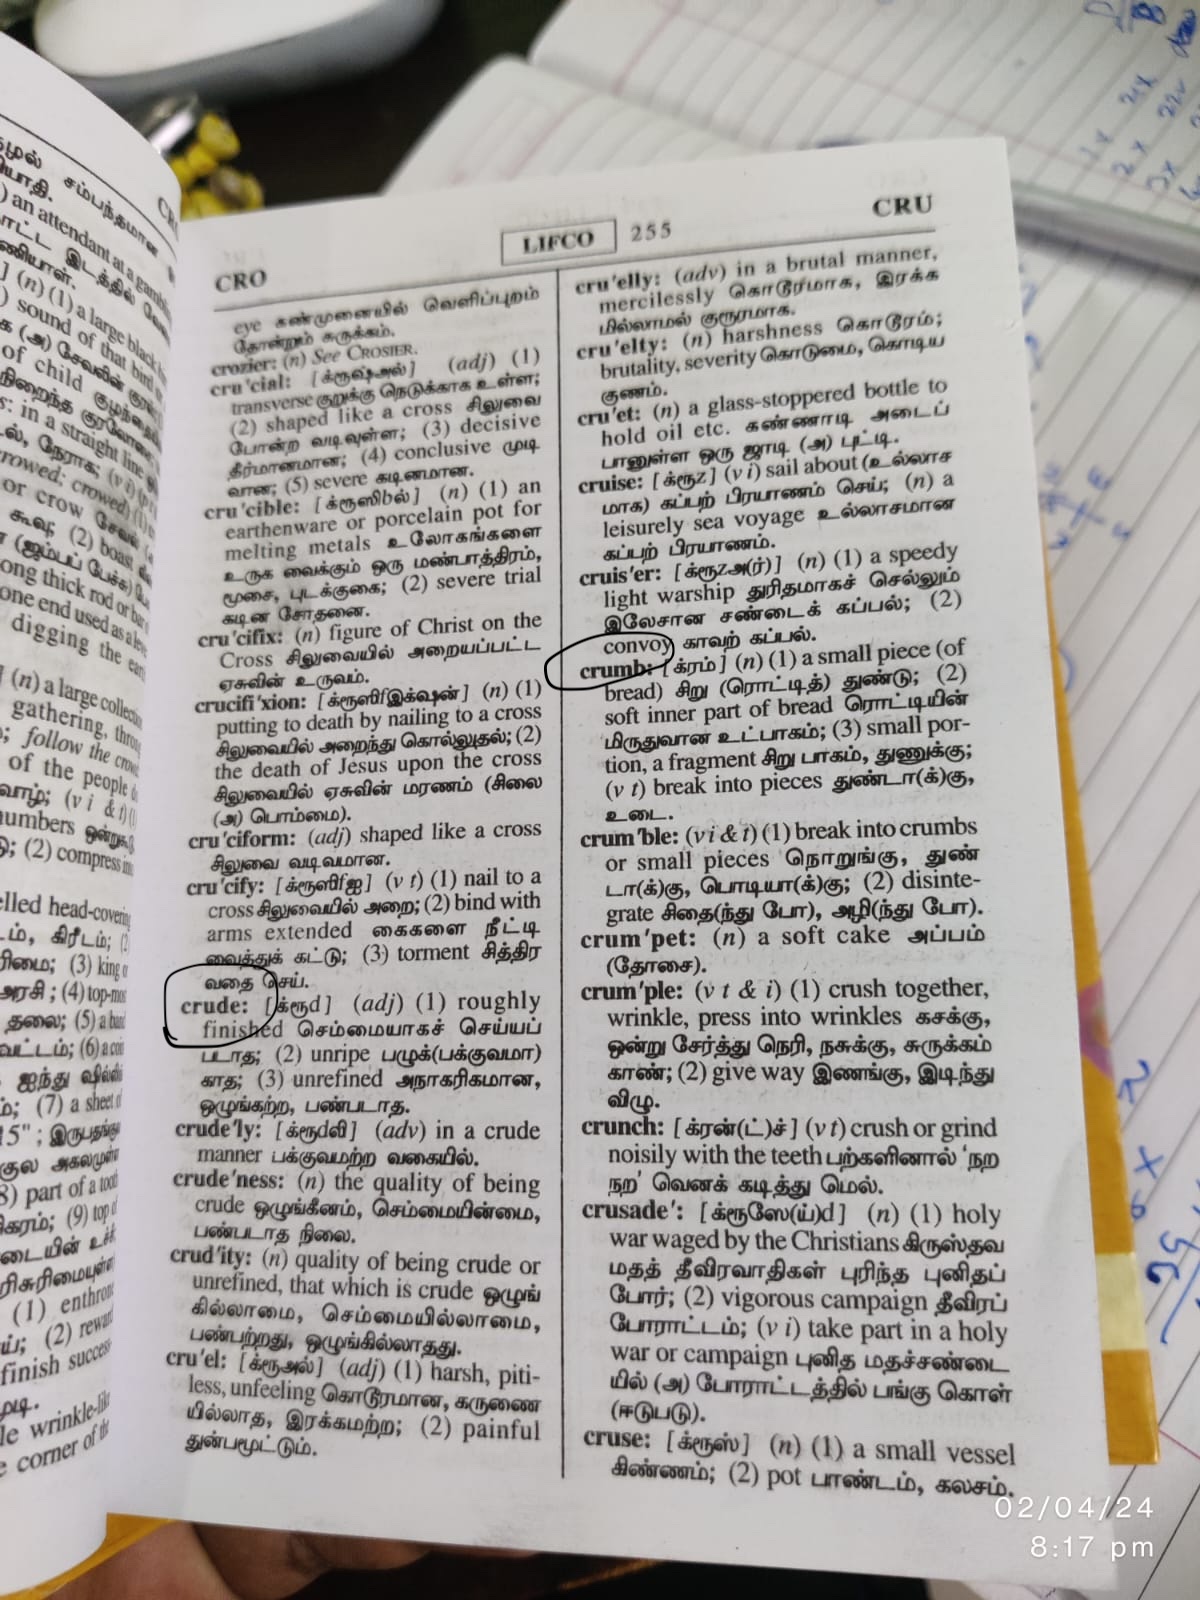 CRO
LIFCO
255
CRU
eye கண்முனையில் வெளிப்புறம்
தோன்றும் சுருக்கம்.
crozier: (n) See CROSIER.
cru'cial: [க்ரூஷ்அல்] (adj) (1)
transverse குறுக்கு நெடுக்காக உள்ள;
(2) shaped like a cross சிலுவை
போன்ற வடிவுள்ள; (3) decisive
தீர்மானமான; (4) conclusive முடி
வான; (5) severe கடினமான.
cru'cible: [க்ரூஸிbல்] (n) (1) an
earthenware or porcelain pot for
melting metals உலோகங்களை
உருக வைக்கும் ஒரு மண்பாத்திரம்,
மூசை, புடக்குகை; (2) severe trial
கடின சோதனை.
cru'cifix: (n) figure of Christ on the
Cross சிலுவையில் அறையப்பட்ட
ஏசுவின் உருவம்.
crucifi'xion: [க்ரூஸிfஇக்ஷன்] (n) (1)
putting to death by nailing to a cross
சிலுவையில் அறைந்து கொல்லுதல்; (2)
the death of Jesus upon the cross
சிலுவையில் ஏசுவின் மரணம் (சிலை
(அ) பொம்மை).
cru'ciform: (adj) shaped like a cross
சிலுவை வடிவமான.
cru'cify: [க்ரூஸிfஐ] (v t) (1) nail to a
cross சிலுவையில் அறை; (2) bind with
arms extended கைகளை நீட்டி
வைத்துக் கட்டு; (3) torment சித்திர
வதை செய்.
crude: [க்ரூd] (adj) (1) roughly
finished செம்மையாகச் செய்யப்
படாத; (2) unripe பழுக்(பக்குவமா)
காத; (3) unrefined அநாகரிகமான,
ஒழுங்கற்ற, பண்படாத.
crude'ly: [க்ரூdலி] (adv) in a crude
manner பக்குவமற்ற வகையில்.
crude'ness: (n) the quality of being
crude ஒழுங்கீனம், செம்மையின்மை,
பண்படாத நிலை.
crud'ity: (n) quality of being crude or
unrefined, that which is crude ஒழுங்
கில்லாமை, செம்மையில்லாமை,
பண்பற்றது, ஒழுங்கில்லாதது.
cru'el: [க்ரூஅல்] (adj) (1) harsh, piti-
less, unfeeling கொடூரமான, கருணை
யில்லாத, இரக்கமற்ற; (2) painful
துன்பமூட்டும்.
cru'elly: (adv) in a brutal manner,
mercilessly கொடூரமாக, இரக்க
மில்லாமல் குரூரமாக.
cru'elty: (n) harshness கொடூரம்;
brutality, severity கொடுமை, கொடிய
குணம்.
cru'et: (n) a glass-stoppered bottle to
hold oil etc. கண்ணாடி அடைப்
பானுள்ள ஒரு ஜாடி (அ) புட்டி.
cruise: [க்ரூz] (v i) sail about (உல்லாச
மாக) கப்பற் பிரயாணம் செய்; (n) a
leisurely sea voyage உல்லாசமான
கப்பற் பிரயாணம்.
cruis'er: [க்ரூzஅ(ர்)] (n) (1) a speedy
light warship துரிதமாகச் செல்லும்
இலேசான சண்டைக் கப்பல்; (2)
convoy காவற் கப்பல்.
crumb: [க்ரம்] (n) (1) a small piece (of
bread) சிறு (ரொட்டித்) துண்டு; (2)
soft inner part of bread ரொட்டியின்
மிருதுவான உட்பாகம்; (3) small por-
tion, a fragment சிறு பாகம், துணுக்கு;
(v t) break into pieces துண்டா(க்)கு,
உடை.
crum'ble: (v i & t) (1) break into crumbs
or small pieces நொறுங்கு, துண்
டா(க்)கு, பொடியா(க்)கு; (2) disinte-
grate சிதை(ந்து போ), அழி(ந்து போ).
crum'pet: (n) a soft cake அப்பம்
(தோசை).
crum'ple: (v t & i) (1) crush together,
wrinkle, press into wrinkles கசக்கு,
ஒன்று சேர்த்து நெரி, நசுக்கு, சுருக்கம்
காண்; (2) give way இணங்கு, இடிந்து
விழு.
crunch: [க்ரன்(ட்)ச்] (v t) crush or grind
noisily with the teeth பற்களினால் 'நற
நற' வெனக் கடித்து மெல்.
crusade': [க்ரூஸே(ய்)d] (n) (1) holy
war waged by the Christians கிருஸ்தவ
மதத் தீவிரவாதிகள் புரிந்த புனிதப்
போர்; (2) vigorous campaign தீவிரப்
போராட்டம்; (v i) take part in a holy
war or campaign புனித மதச்சண்டை
யில் (அ) போராட்டத்தில் பங்கு கொள்
(ஈடுபடு).
cruse: [க்ரூஸ்] (n) (1) a small vessel
கிண்ணம்; (2) pot பாண்டம், கலசம்.
02/04/24
8:17 pm